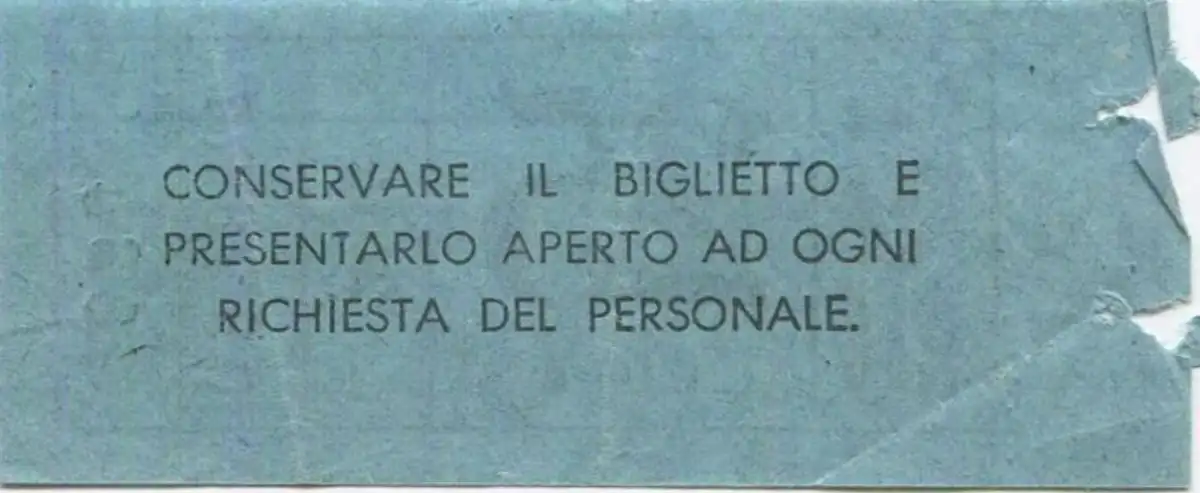 CONSERVARE IL BIGLIETTO E
PRESENTARLO APERTO AD OGNI
RICHIESTA DEL PERSONALE.